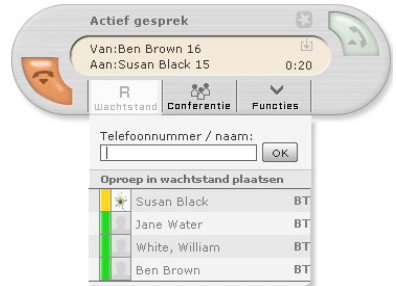 Actief gesprek
Van:Ben Brown 16
Aan:Susan Black 15 0:20
R
Wachtstand Conferentie Functies
Telefoonnummer / naam:
OK
Oproep in wachtstand plaatsen
Susan Black BT
Jane Water BT
White, William BT
Ben Brown BT